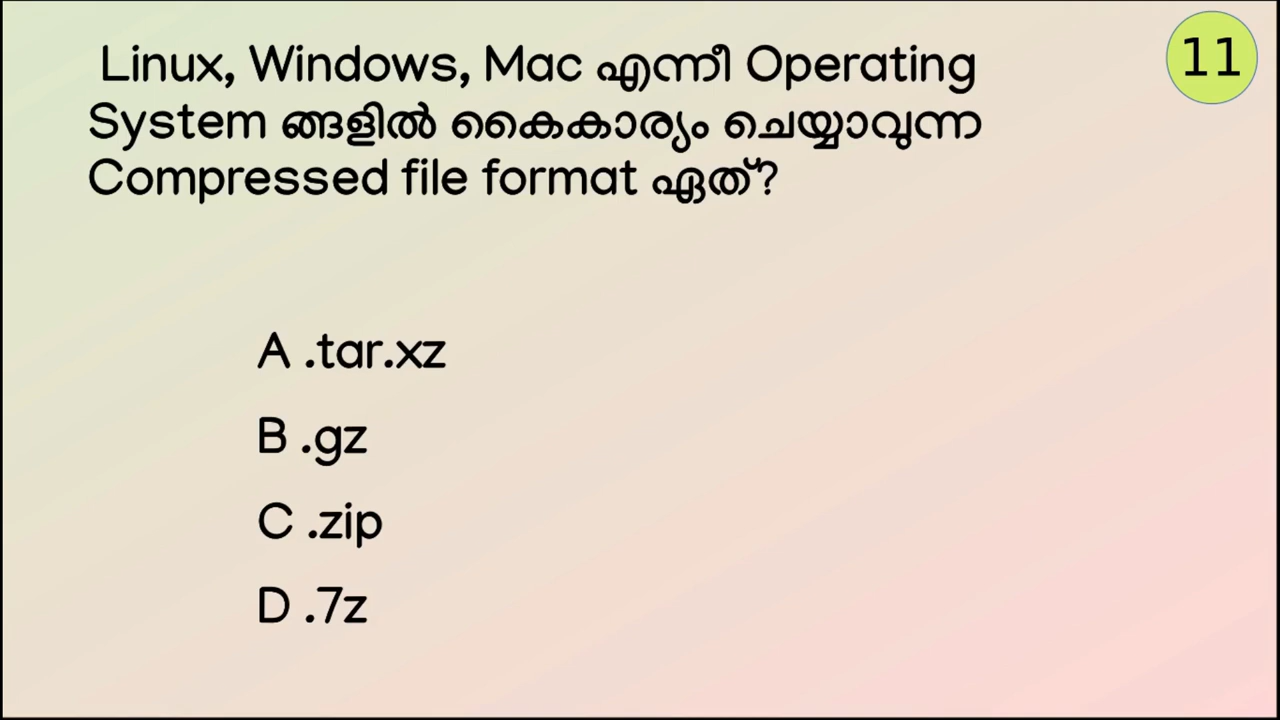 11
Linux, Windows, Mac എന്നീ Operating
System ങ്ങളിൽ കൈകാര്യം ചെയ്യാവുന്ന
Compressed file format ഏത്?
A .tar.xz
B .gz
C .zip
D .7z